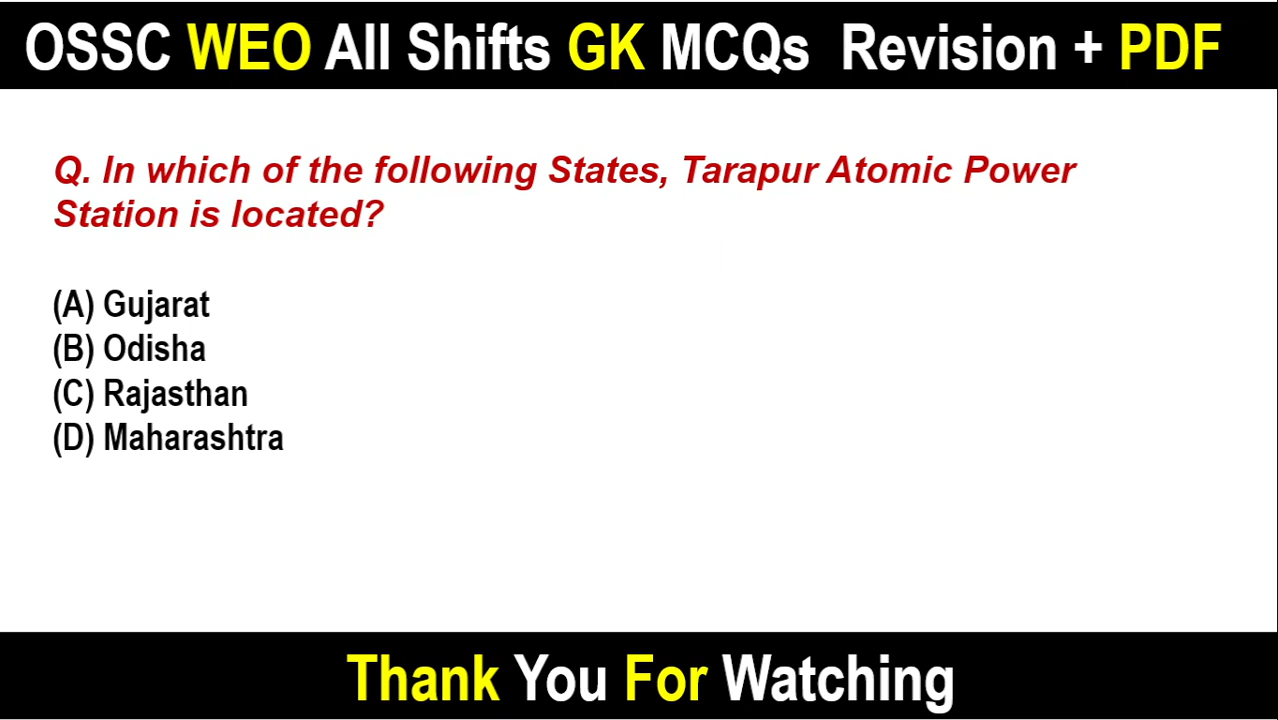 OSSC WEO All Shifts GK MCQs Revision + PDF
Q. In which of the following States, Tarapur Atomic Power
Station is located?
(A) Gujarat
(B) Odisha
(C) Rajasthan
(D) Maharashtra
Thank You For Watching